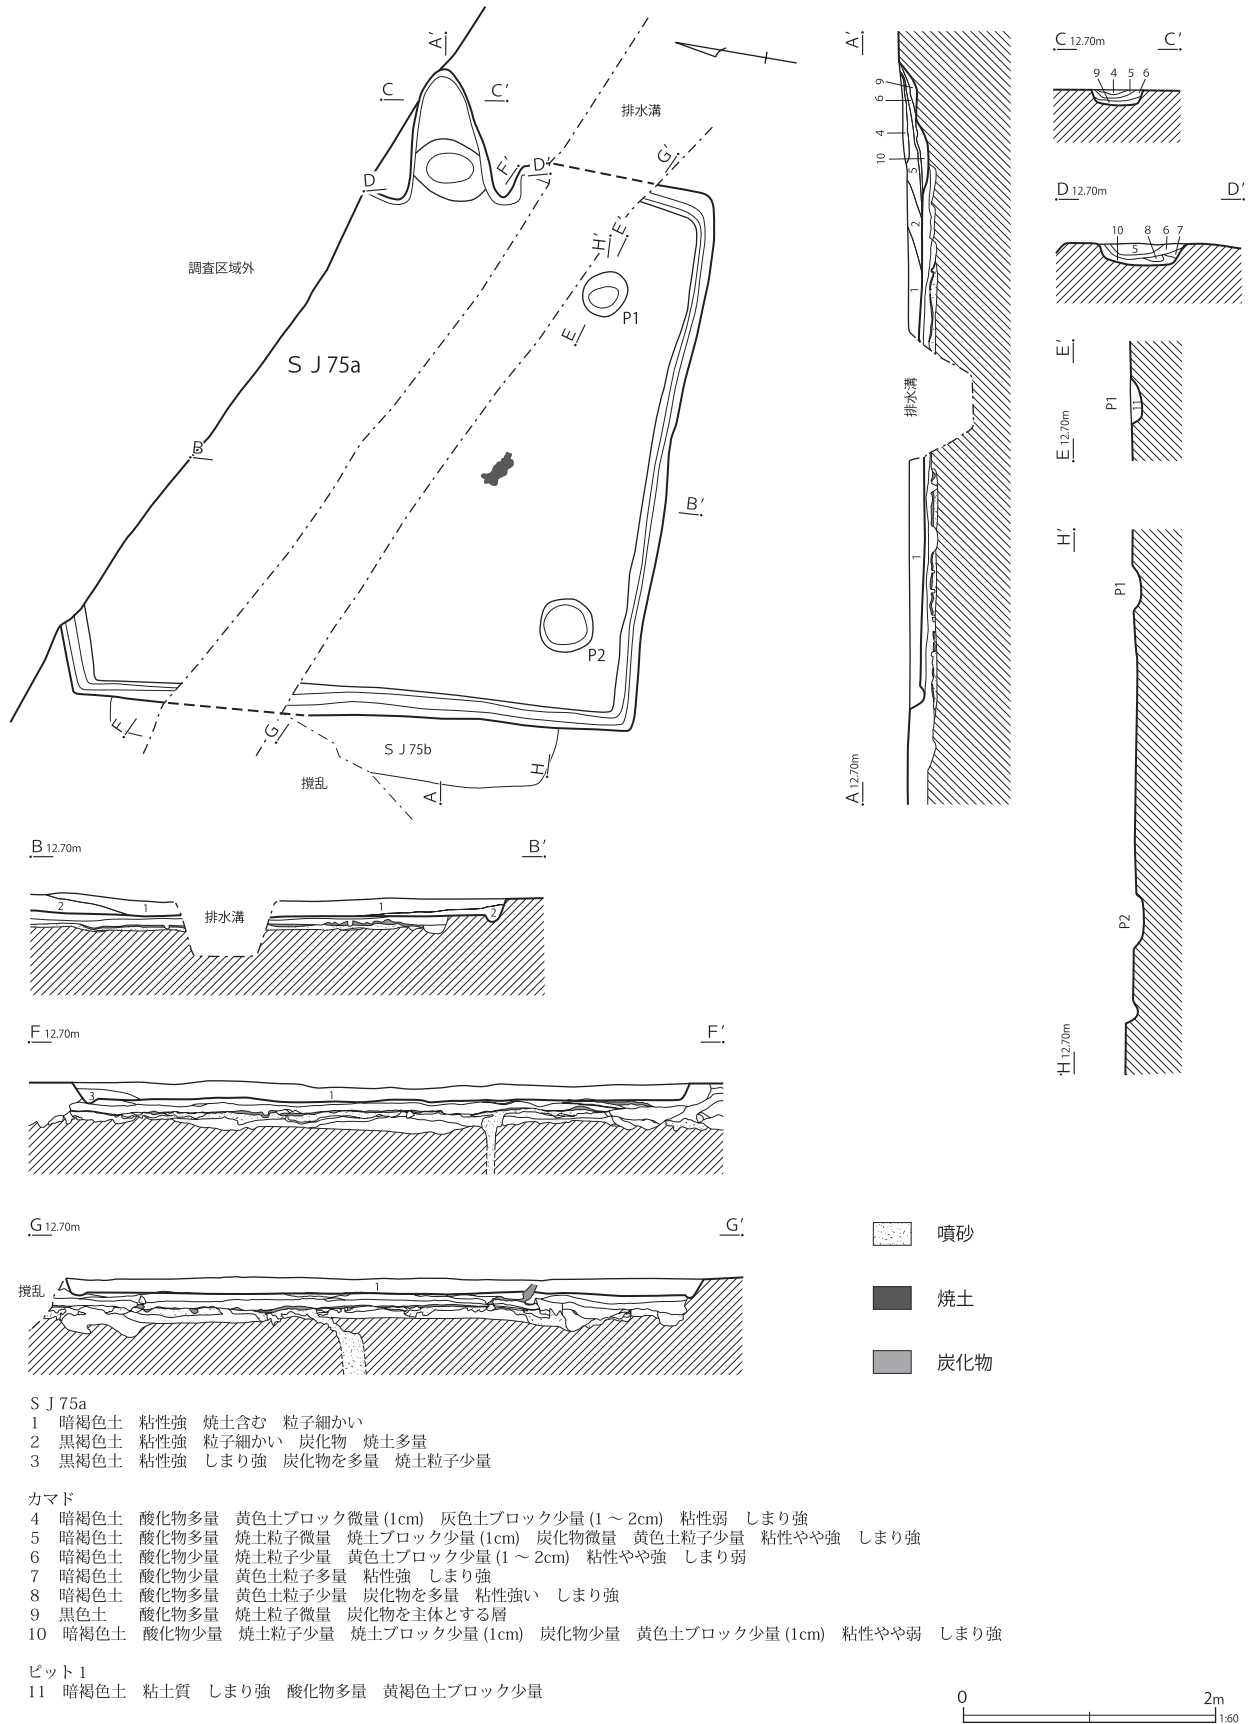 A′
C
C′
D
D′
F′
G′
排水溝
H′
E′
E
P1
調査区域外
ＳＪ75a
B
B′
P2
F
G
ＳＪ75b
撹乱
H
A
A′
9
6
4
10
5
2
1
排水溝
1
A 12.70m
C 12.70m C′
9 4 5 6
D 12.70m D′
10 8 6 7
5
E′
P1
11
E 12.70m
H′
P1
P2
H 12.70m
B 12.70m B′
2 1 排水溝 1 2
F 12.70m F′
3 1
G 12.70m G′
撹乱 1
噴砂
焼土
炭化物
ＳＪ75a
1 暗褐色土 粘性強 焼土含む 粒子細かい
2 黒褐色土 粘性強 粒子細かい 炭化物 焼土多量
3 黒褐色土 粘性強 しまり強 炭化物を多量 焼土粒子少量
カマド
4 暗褐色土 酸化物多量 黄色土ブロック微量 (1cm) 灰色土ブロック少量 (1 ～ 2cm) 粘性弱 しまり強
5 暗褐色土 酸化物多量 焼土粒子微量 焼土ブロック少量 (1cm) 炭化物微量 黄色土粒子少量 粘性やや強 しまり強
6 暗褐色土 酸化物少量 焼土粒子少量 黄色土ブロック少量 (1 ～ 2cm) 粘性やや強 しまり弱
7 暗褐色土 酸化物少量 黄色土粒子多量 粘性強 しまり強
8 暗褐色土 酸化物多量 黄色土粒子少量 炭化物を多量 粘性強い しまり強
9 黒色土 酸化物多量 焼土粒子微量 炭化物を主体とする層
10 暗褐色土 酸化物少量 焼土粒子少量 焼土ブロック少量 (1cm) 炭化物少量 黄色土ブロック少量 (1cm) 粘性やや弱 しまり強
ピット 1
11 暗褐色土 粘土質 しまり強 酸化物多量 黄褐色土ブロック少量
0 2m
1:60